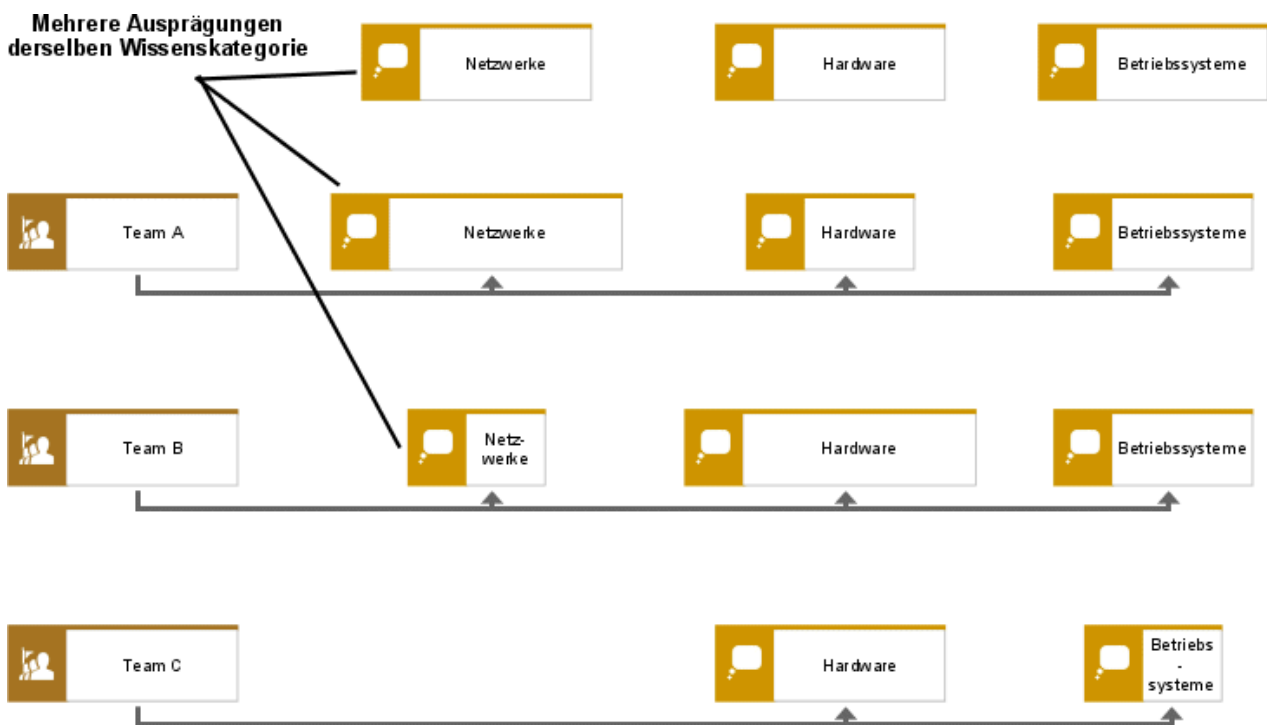 Mehrere Ausprägungen
derselben Wissenskategorie
Netzwerke
Hardware
Betriebssysteme
Team A
Netzwerke
Hardware
Betriebssysteme
Team B
Netz-
werke
Hardware
Betriebssysteme
Team C
Hardware
Betriebs
-
systeme